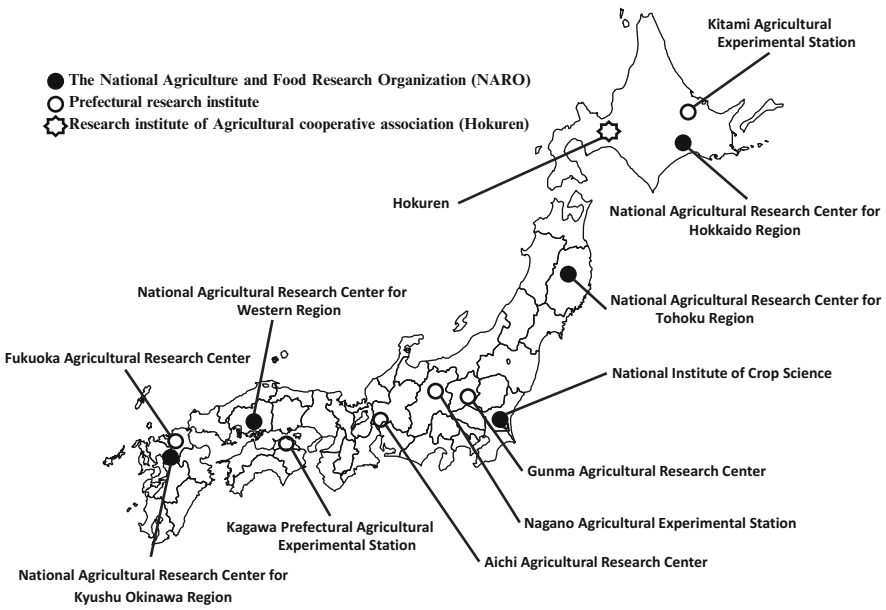 Kitami Agricultural
Experimental Station
The National Agriculture and Food Research Organization (NARO)
Prefectural research institute
Research institute of Agricultural cooperative association (Hokuren)
Hokuren
National Agricultural Research Center for
Hokkaido Region
National Agricultural Research Center for
Western Region
National Agricultural Research Center for
Tohoku Region
Fukuoka Agricultural Research Center
National Institute of Crop Science
Gunma Agricultural Research Center
Kagawa Prefectural Agricultural
Experimental Station
Nagano Agricultural Experimental Station
Aichi Agricultural Research Center
National Agricultural Research Center for
Kyushu Okinawa Region